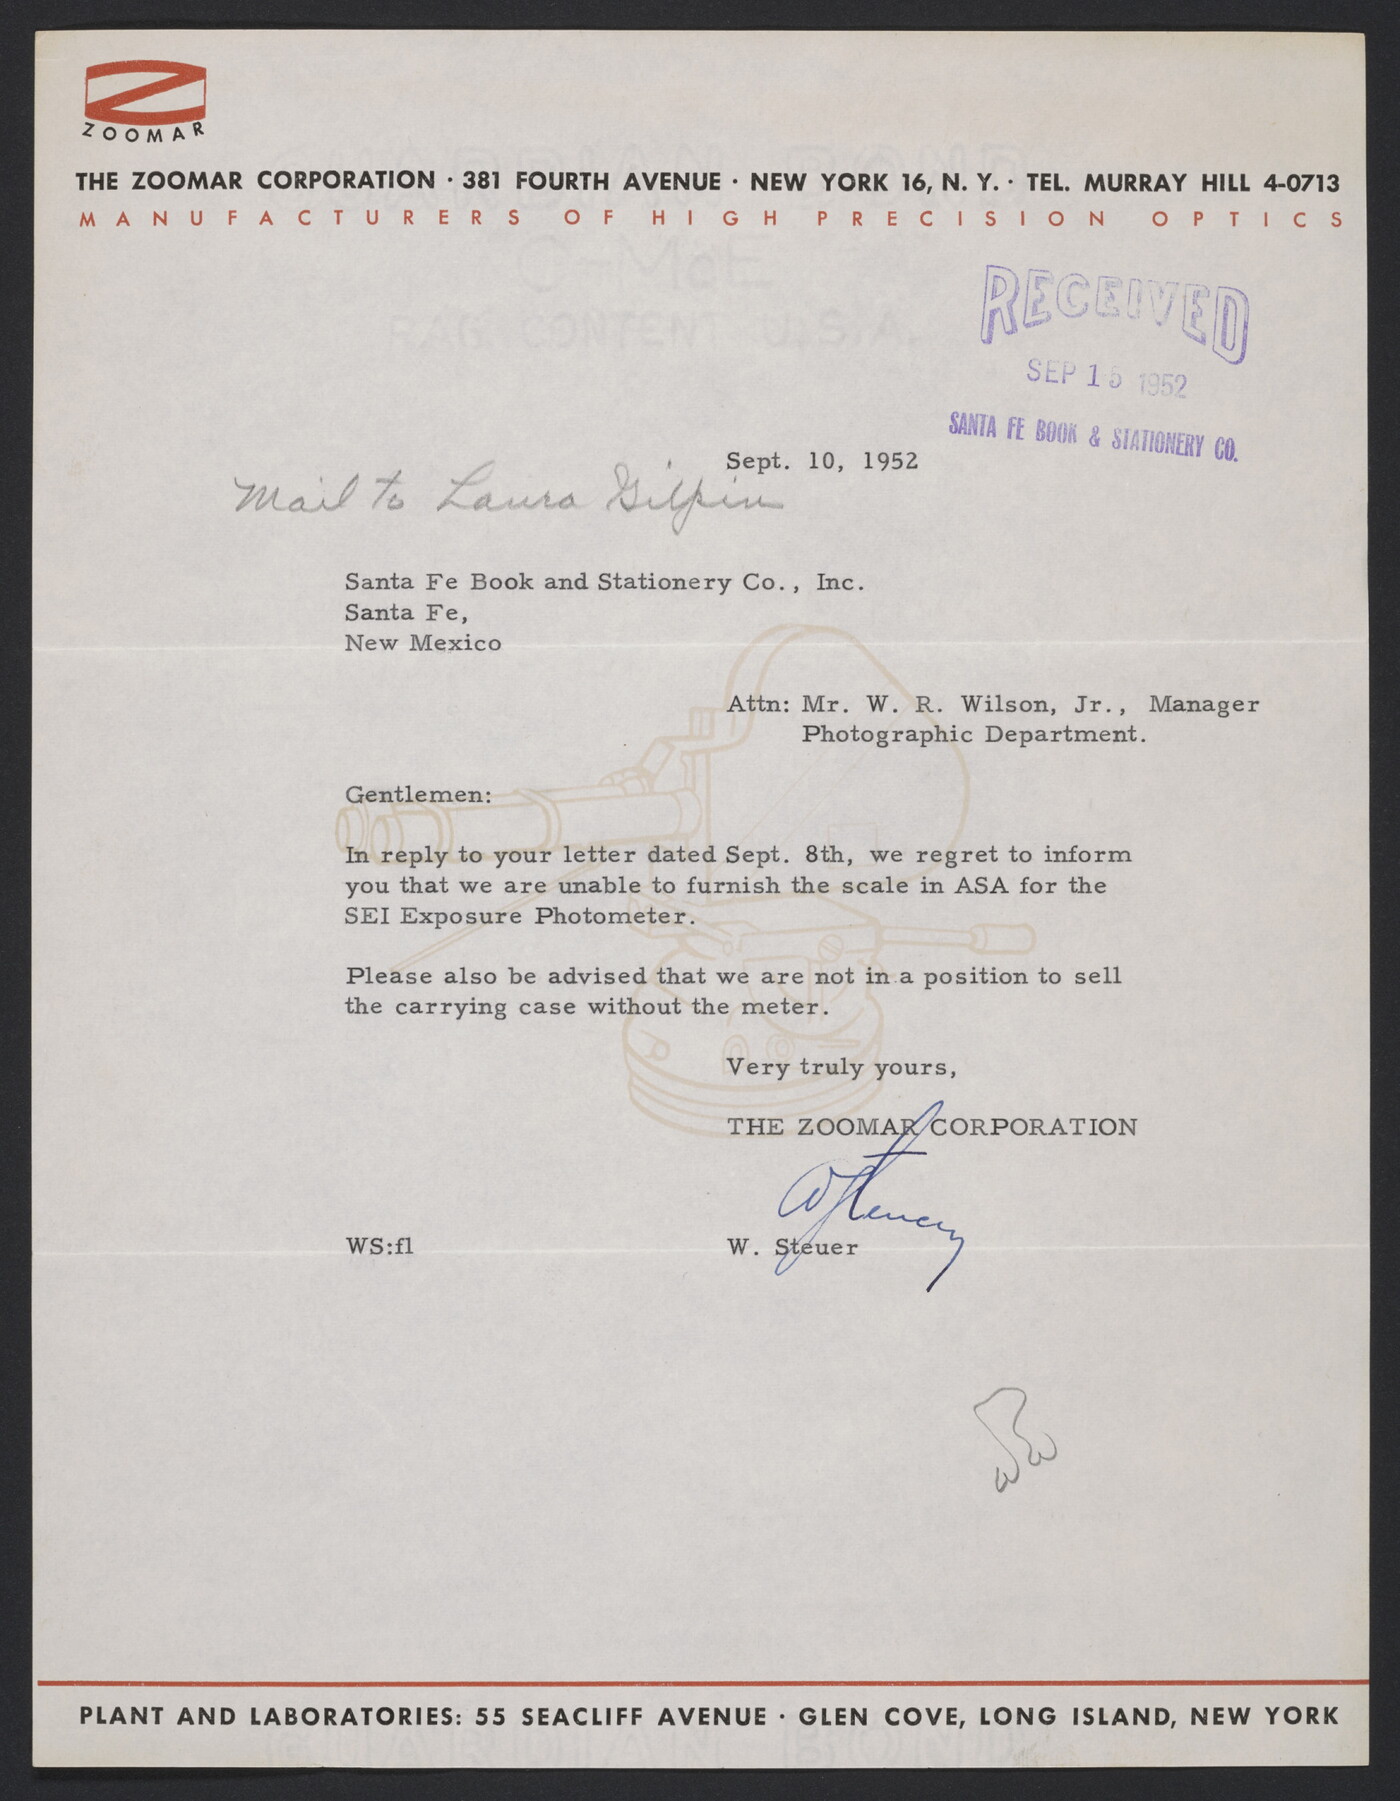 ZOOMAR
THE ZOOMAR CORPORATION · 381 FOURTH AVENUE · NEW YORK 16, N. Y. · TEL. MURRAY HILL 4-0713
MANUFACTURERS OF HIGH PRECISION OPTICS
RECEIVED
SEP 15 1952
SANTA FE BOOK & STATIONERY CO.
Sept. 10, 1952
Mail to Laura Gilpin
Santa Fe Book and Stationery Co., Inc.
Santa Fe,
New Mexico
Attn: Mr. W. R. Wilson, Jr., Manager
Photographic Department.
Gentlemen:
In reply to your letter dated Sept. 8th, we regret to inform
you that we are unable to furnish the scale in ASA for the
SEI Exposure Photometer.
Please also be advised that we are not in a position to sell
the carrying case without the meter.
Very truly yours,
THE ZOOMAR CORPORATION
W Steuer
WS:fl
W. Steuer
PLANT AND LABORATORIES: 55 SEACLIFF AVENUE · GLEN COVE, LONG ISLAND, NEW YORK